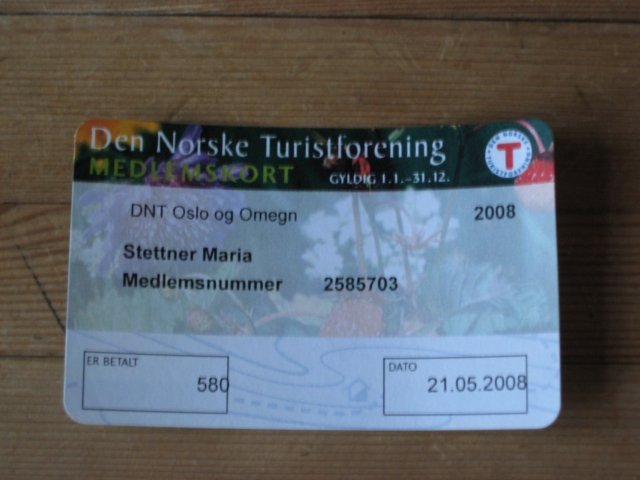 Den Norske Turistforening
MEDLEMSKORT
GYLDIG 1.1.–31.12.
T
DNT Oslo og Omegn 2008
Stettner Maria
Medlemsnummer 2585703
ER BETALT
580
DATO
21.05.2008